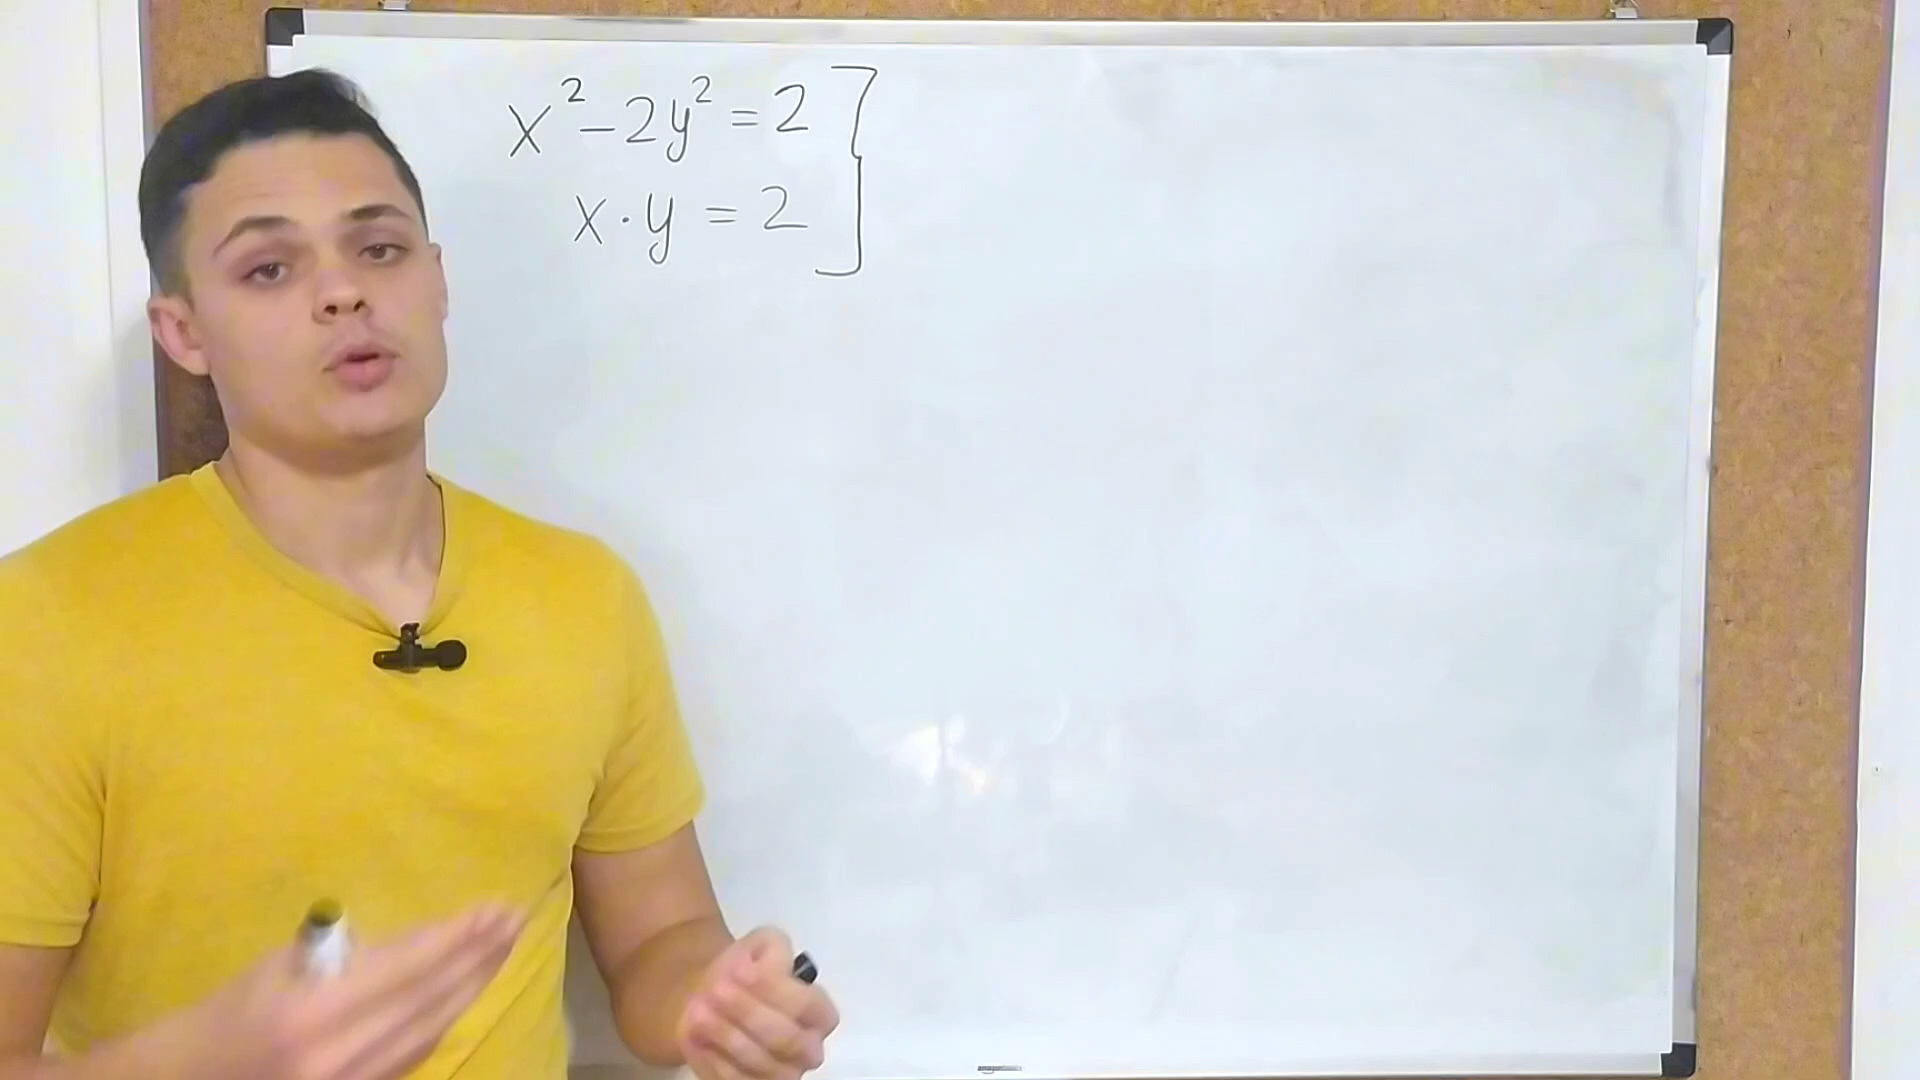 x² - 2y² = 2
x · y = 2